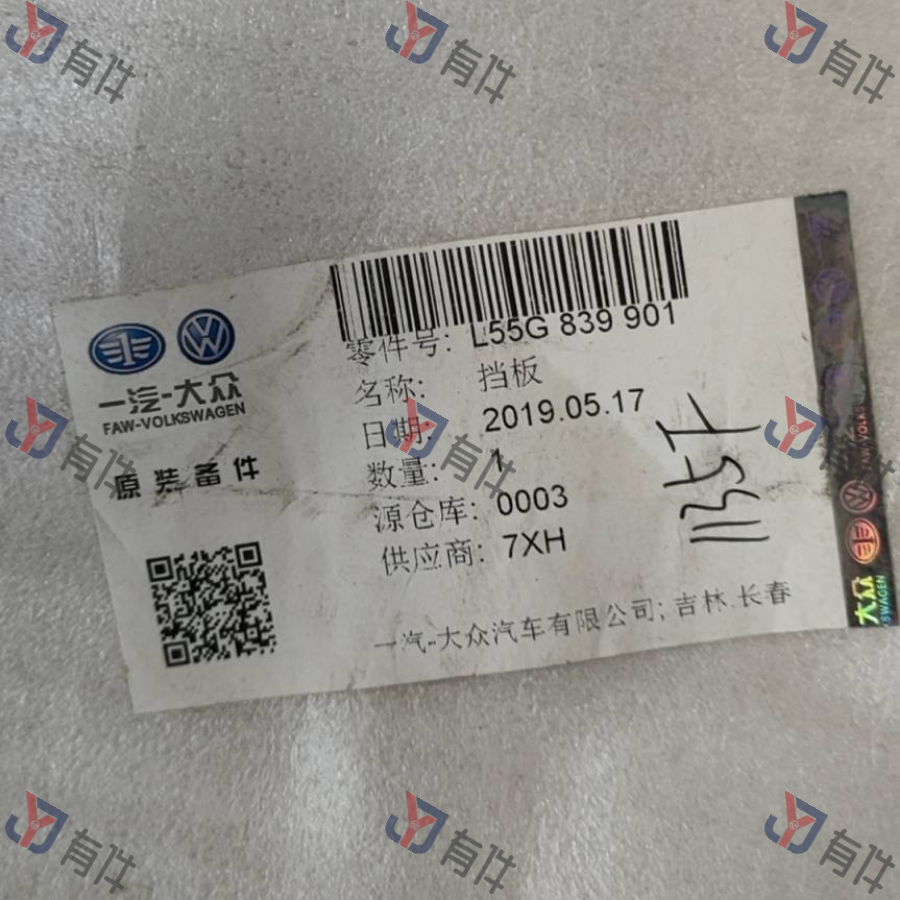 有件
有件
有件
零件号: L55G 839 901
名称: 挡板
日期: 2019.05.17
数量: 1
源仓库: 0003
供应商: 7XH
一汽-大众汽车有限公司; 吉林.长春
一汽-大众
FAW-VOLKSWAGEN
原装备件
大众
有件
有件
有件
有件
有件
有件